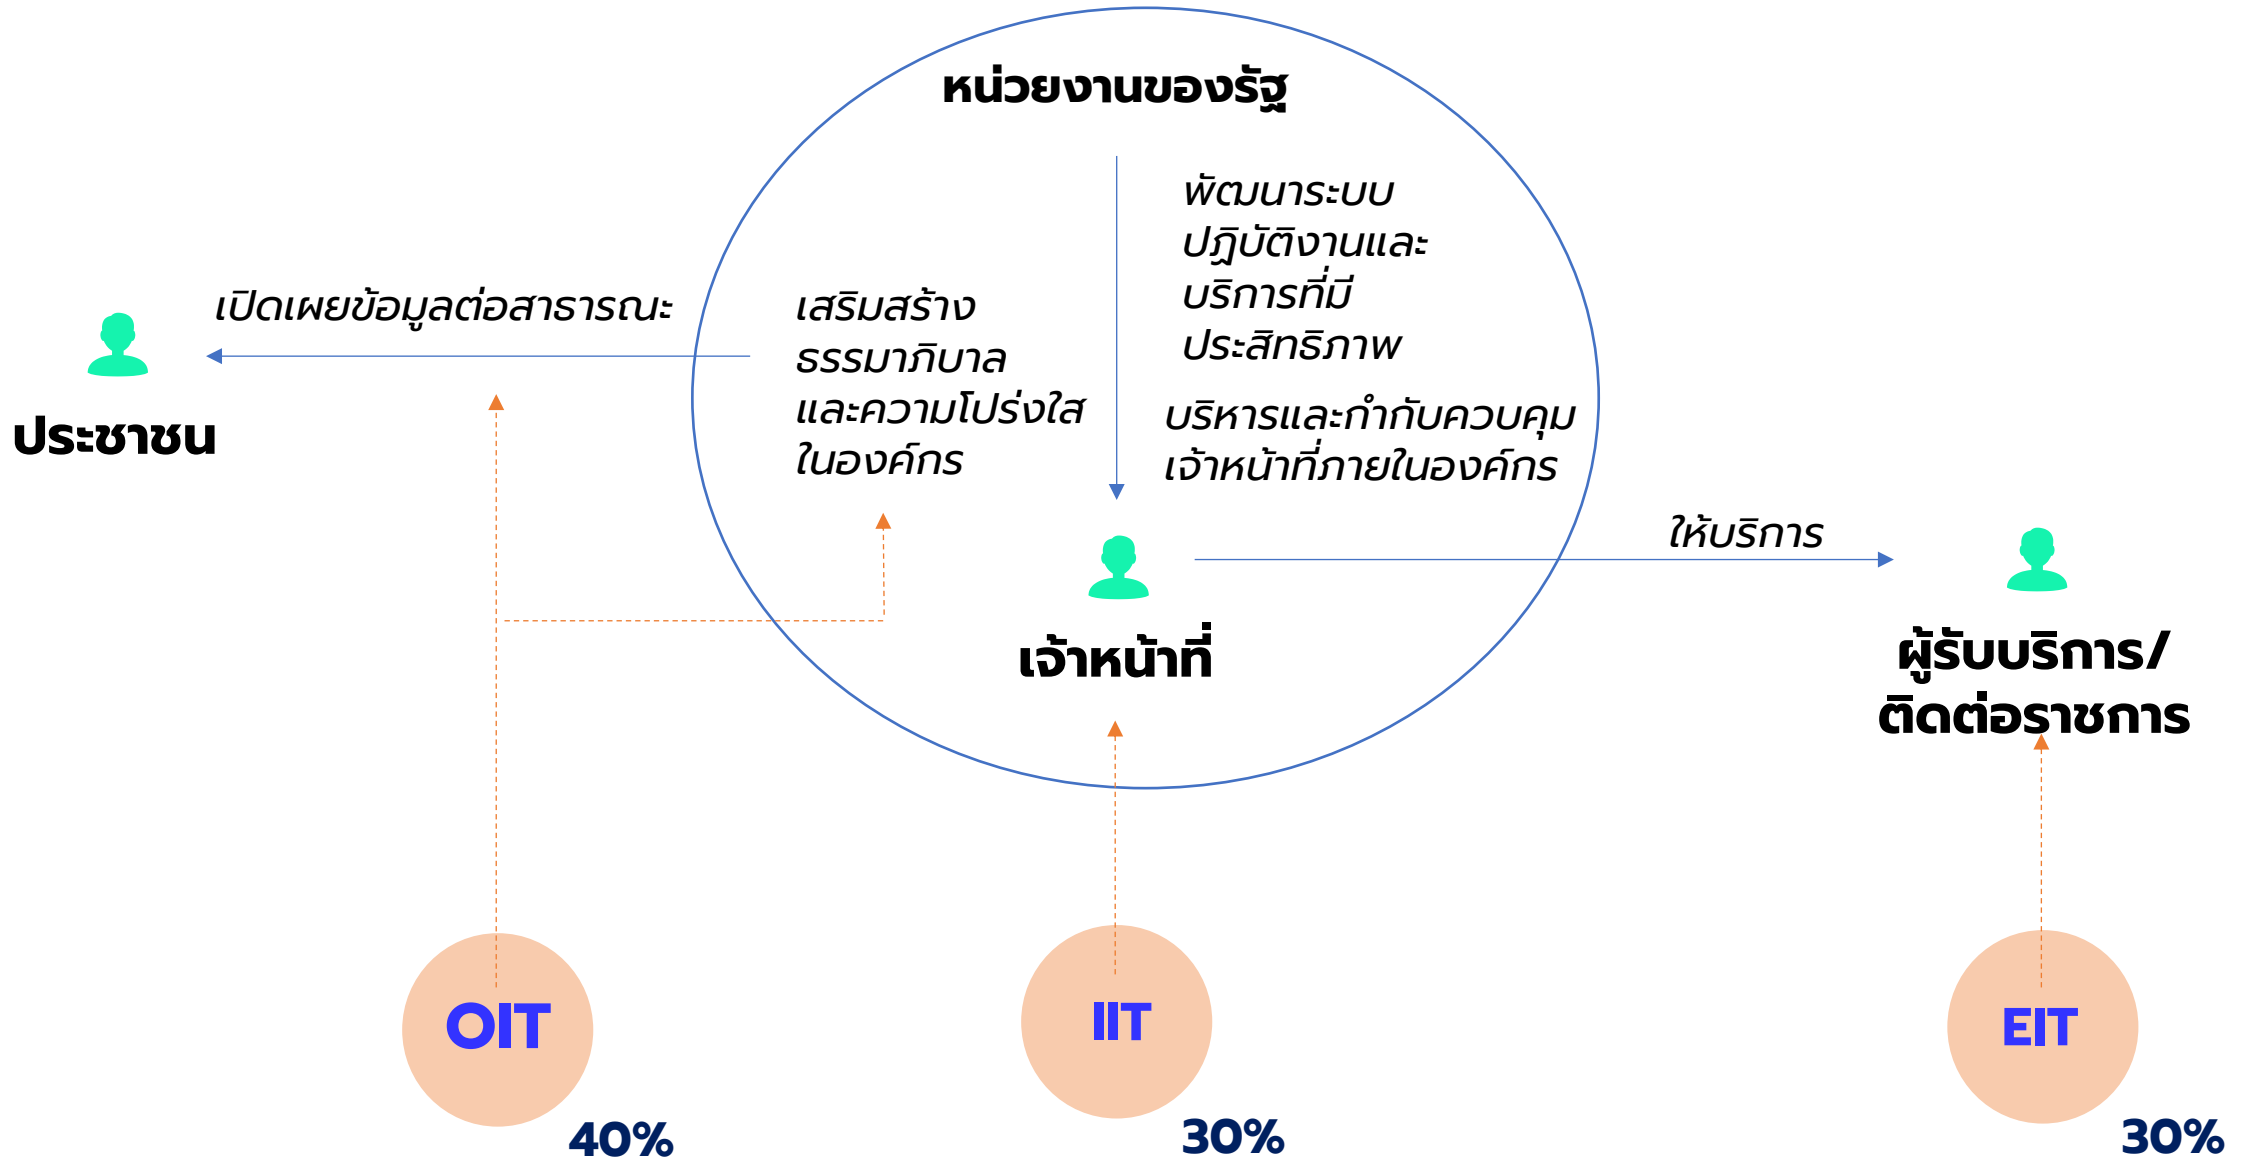 หน่วยงานของรัฐ
พัฒนาระบบ
ปฏิบัติงานและ
บริการที่มี
ประสิทธิภาพ
เปิดเผยข้อมูลต่อสาธารณะ
เสริมสร้าง
ธรรมาภิบาล
และความโปร่งใส
ในองค์กร
บริหารและกำกับควบคุม
เจ้าหน้าที่ภายในองค์กร
ประชาชน
ให้บริการ
เจ้าหน้าที่
ผู้รับบริการ/
ติดต่อราชการ
OIT
IIT
EIT
40%
30%
30%